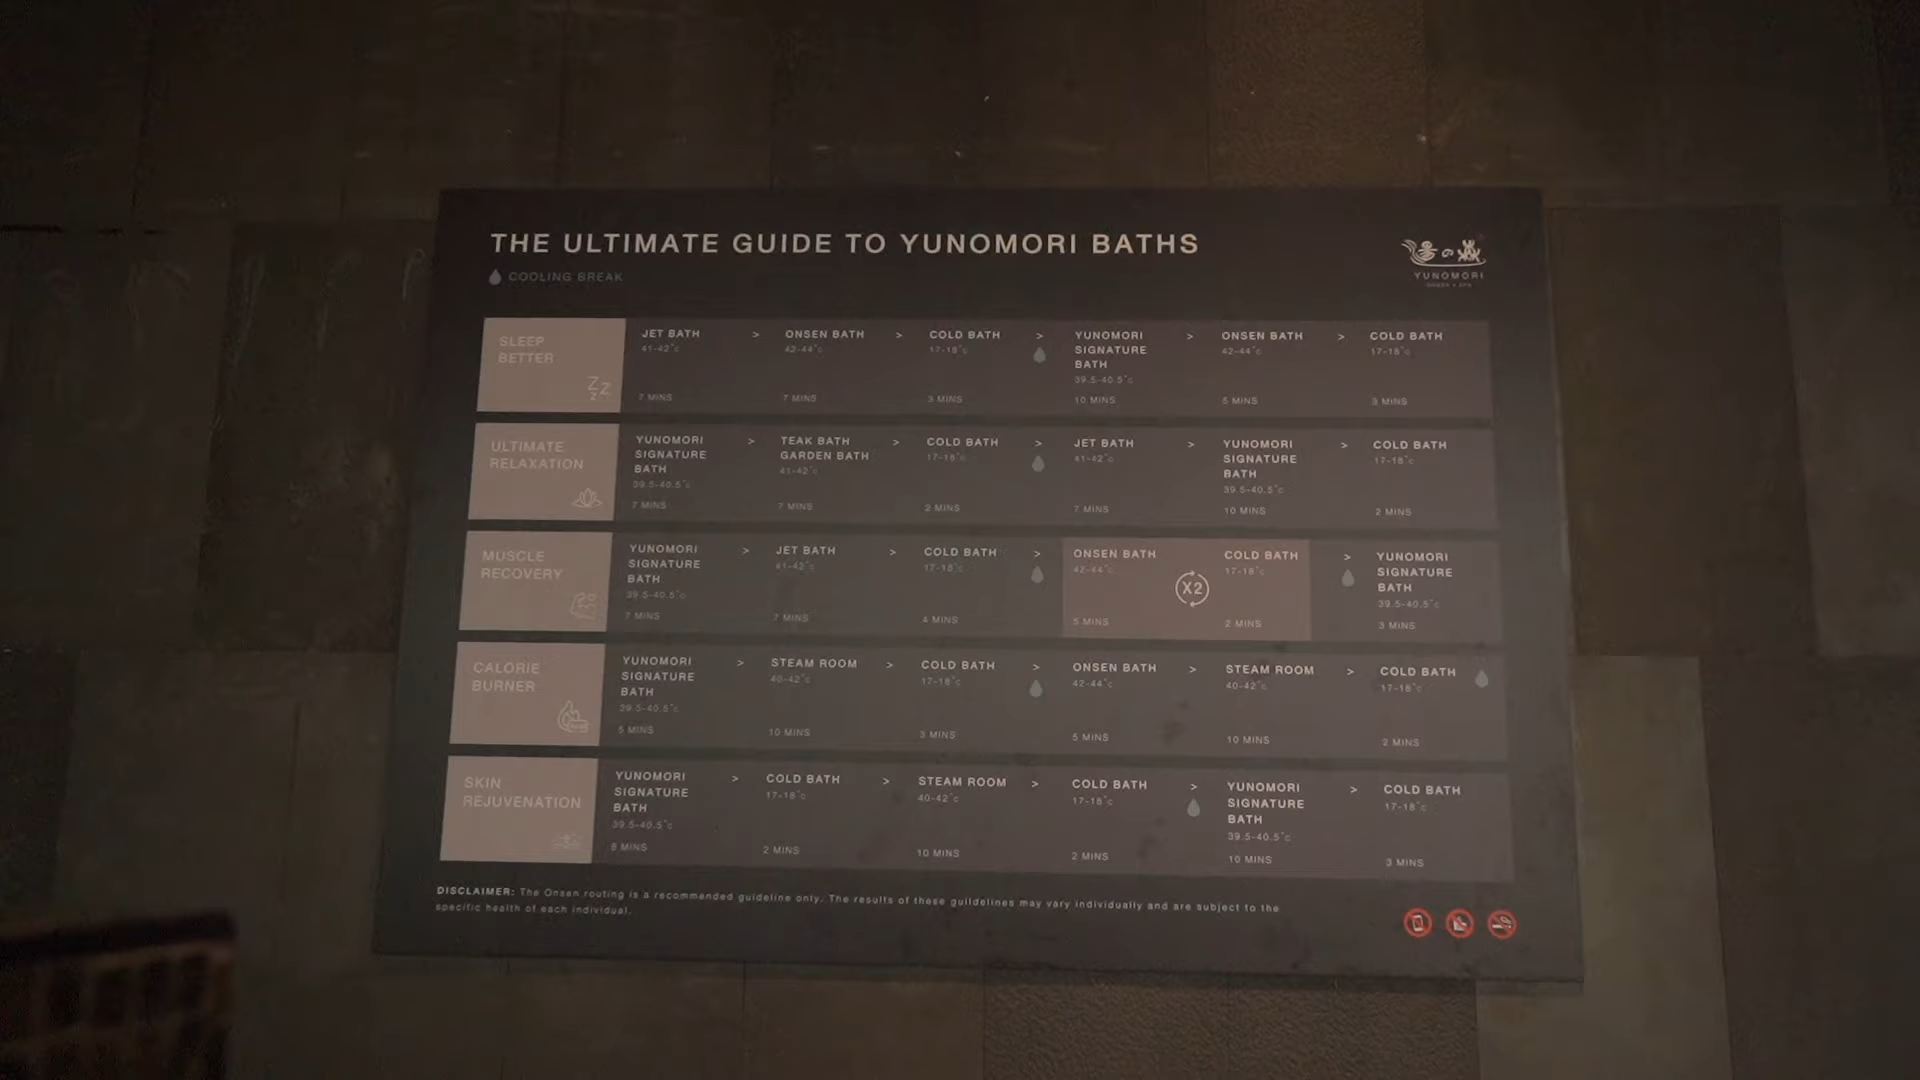 THE ULTIMATE GUIDE TO YUNOMORI BATHS
COOLING BREAK
YUNOMORI
SLEEP
BETTER
JET BATH > ONSEN BATH > COLD BATH > YUNOMORI SIGNATURE BATH > ONSEN BATH > COLD BATH
41-42°c 42-44°c 17-18°c 39.5-40.5°c 42-44°c 17-18°c
7 MINS 7 MINS 3 MINS 10 MINS 5 MINS 3 MINS
ULTIMATE
RELAXATION
YUNOMORI SIGNATURE BATH > TEAK BATH GARDEN BATH > COLD BATH > JET BATH > YUNOMORI SIGNATURE BATH > COLD BATH
39.5-40.5°c 41-42°c 17-18°c 41-42°c 39.5-40.5°c 17-18°c
7 MINS 7 MINS 2 MINS 7 MINS 10 MINS 2 MINS
MUSCLE
RECOVERY
YUNOMORI SIGNATURE BATH > JET BATH > COLD BATH > ONSEN BATH X2 COLD BATH > YUNOMORI SIGNATURE BATH
39.5-40.5°c 41-42°c 17-18°c 42-44°c 17-18°c 39.5-40.5°c
7 MINS 7 MINS 4 MINS 5 MINS 2 MINS 3 MINS
CALORIE
BURNER
YUNOMORI SIGNATURE BATH > STEAM ROOM > COLD BATH > ONSEN BATH > STEAM ROOM > COLD BATH
39.5-40.5°c 40-42°c 17-18°c 42-44°c 40-42°c 17-18°c
5 MINS 10 MINS 3 MINS 5 MINS 10 MINS 2 MINS
SKIN
REJUVENATION
YUNOMORI SIGNATURE BATH > COLD BATH > STEAM ROOM > COLD BATH > YUNOMORI SIGNATURE BATH > COLD BATH
39.5-40.5°c 17-18°c 40-42°c 17-18°c 39.5-40.5°c 17-18°c
MINS 2 MINS 10 MINS 2 MINS 10 MINS 3 MINS
DISCLAIMER: The Onsen routing is a recommended guideline only. The results of these guildelines may vary individually and are subject to the
specific health of each individual.